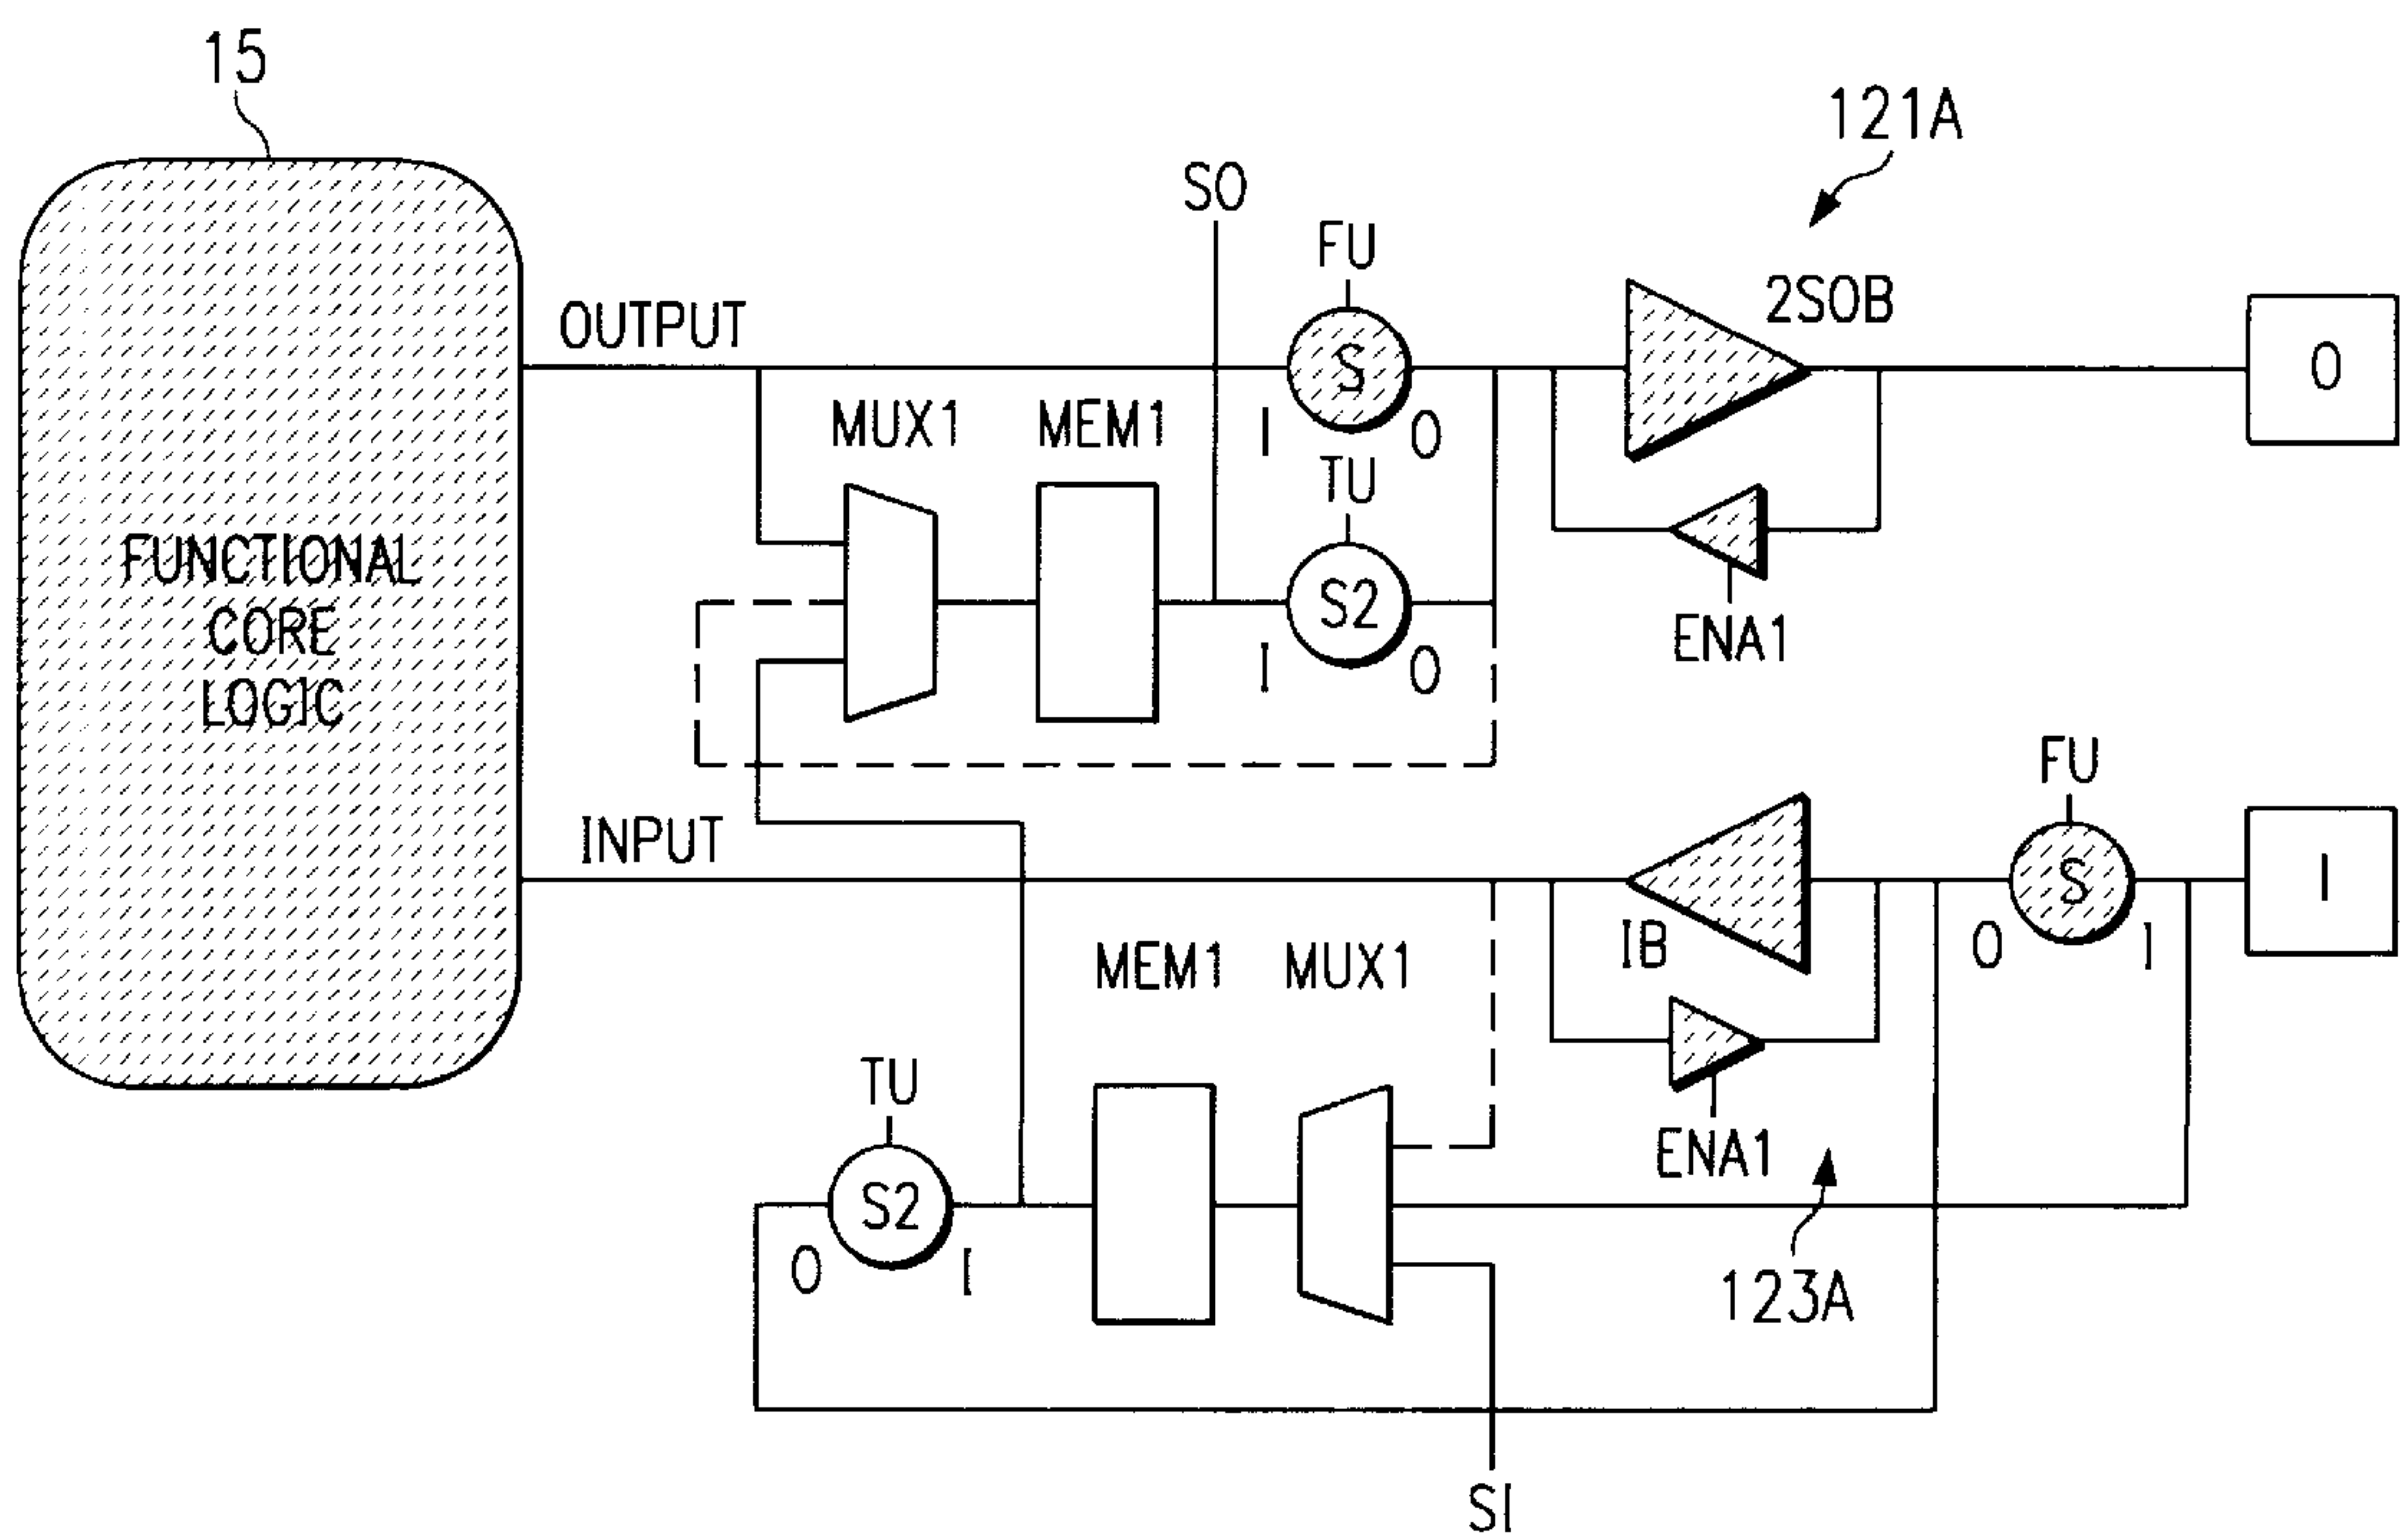 15
121A
SO
FU
OUTPUT
S
2SOB
O
MUX1
MEM1
I
O
TU
FUNCTIONAL
CORE
LOGIC
S2
ENA1
I
O
FU
INPUT
S
I
IB
O
I
MEM1
MUX1
TU
ENA1
S2
O
I
123A
SI